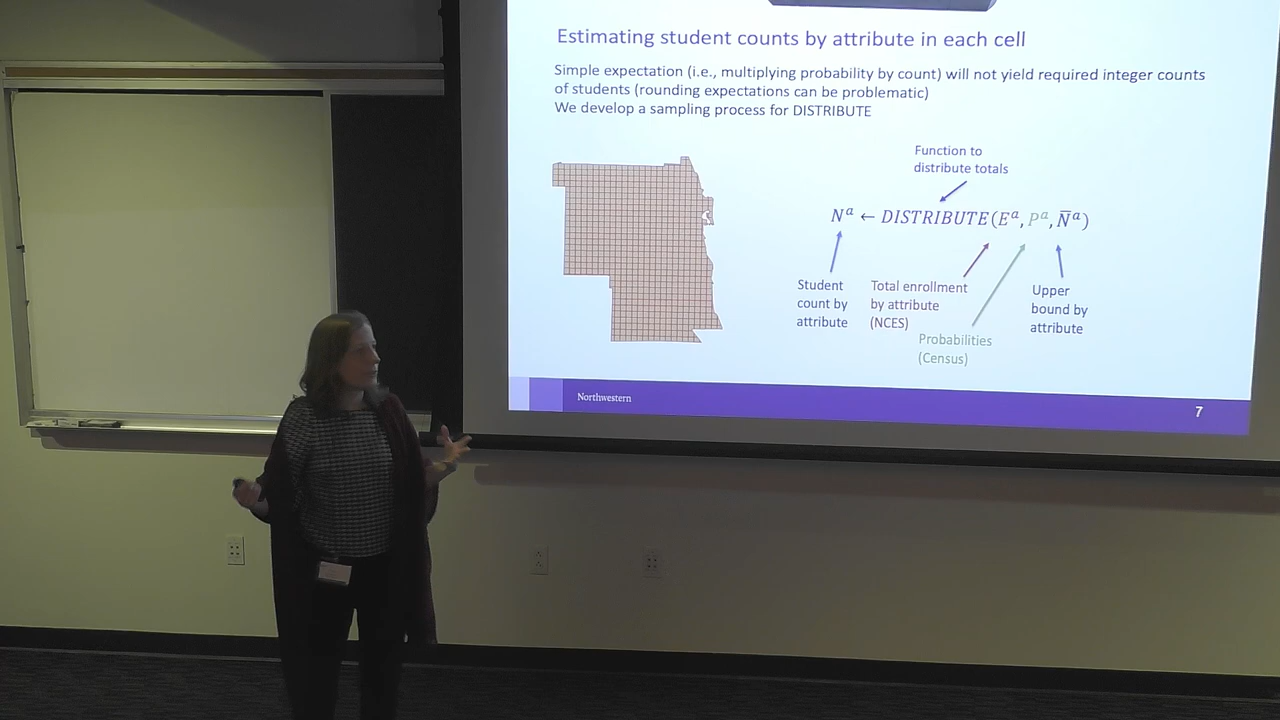 Estimating student counts by attribute in each cell
Simple expectation (i.e., multiplying probability by count) will not yield required integer counts
of students (rounding expectations can be problematic)
We develop a sampling process for DISTRIBUTE
Function to
distribute totals
Nᵃ ← DISTRIBUTE(Eᵃ, Pᵃ, N̅ᵃ)
Student
count by
attribute
Total enrollment
by attribute
(NCES)
Probabilities
(Census)
Upper
bound by
attribute
Northwestern
7